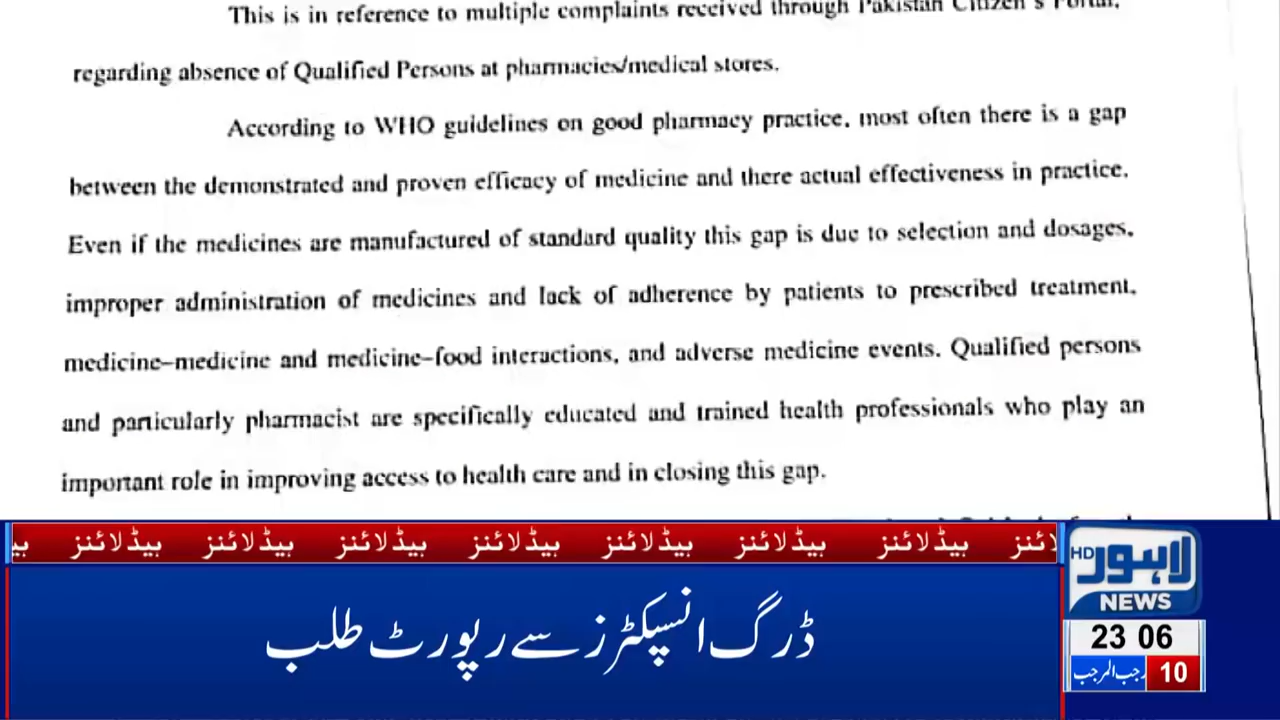 This is in reference to multiple complaints received through Pakistan Citizen's Portal,
regarding absence of Qualified Persons at pharmacies/medical stores.
According to WHO guidelines on good pharmacy practice, most often there is a gap
between the demonstrated and proven efficacy of medicine and there actual effectiveness in practice.
Even if the medicines are manufactured of standard quality this gap is due to selection and dosages,
improper administration of medicines and lack of adherence by patients to prescribed treatment,
medicine–medicine and medicine–food interactions, and adverse medicine events. Qualified persons
and particularly pharmacist are specifically educated and trained health professionals who play an
important role in improving access to health care and in closing this gap.
ہیڈلائنز ہیڈلائنز ہیڈلائنز ہیڈلائنز ہیڈلائنز ہیڈلائنز ہیڈلائنز
ڈرگ انسپکٹرز سے رپورٹ طلب
لاہور HD
NEWS
23 06
10 رجب المرجب